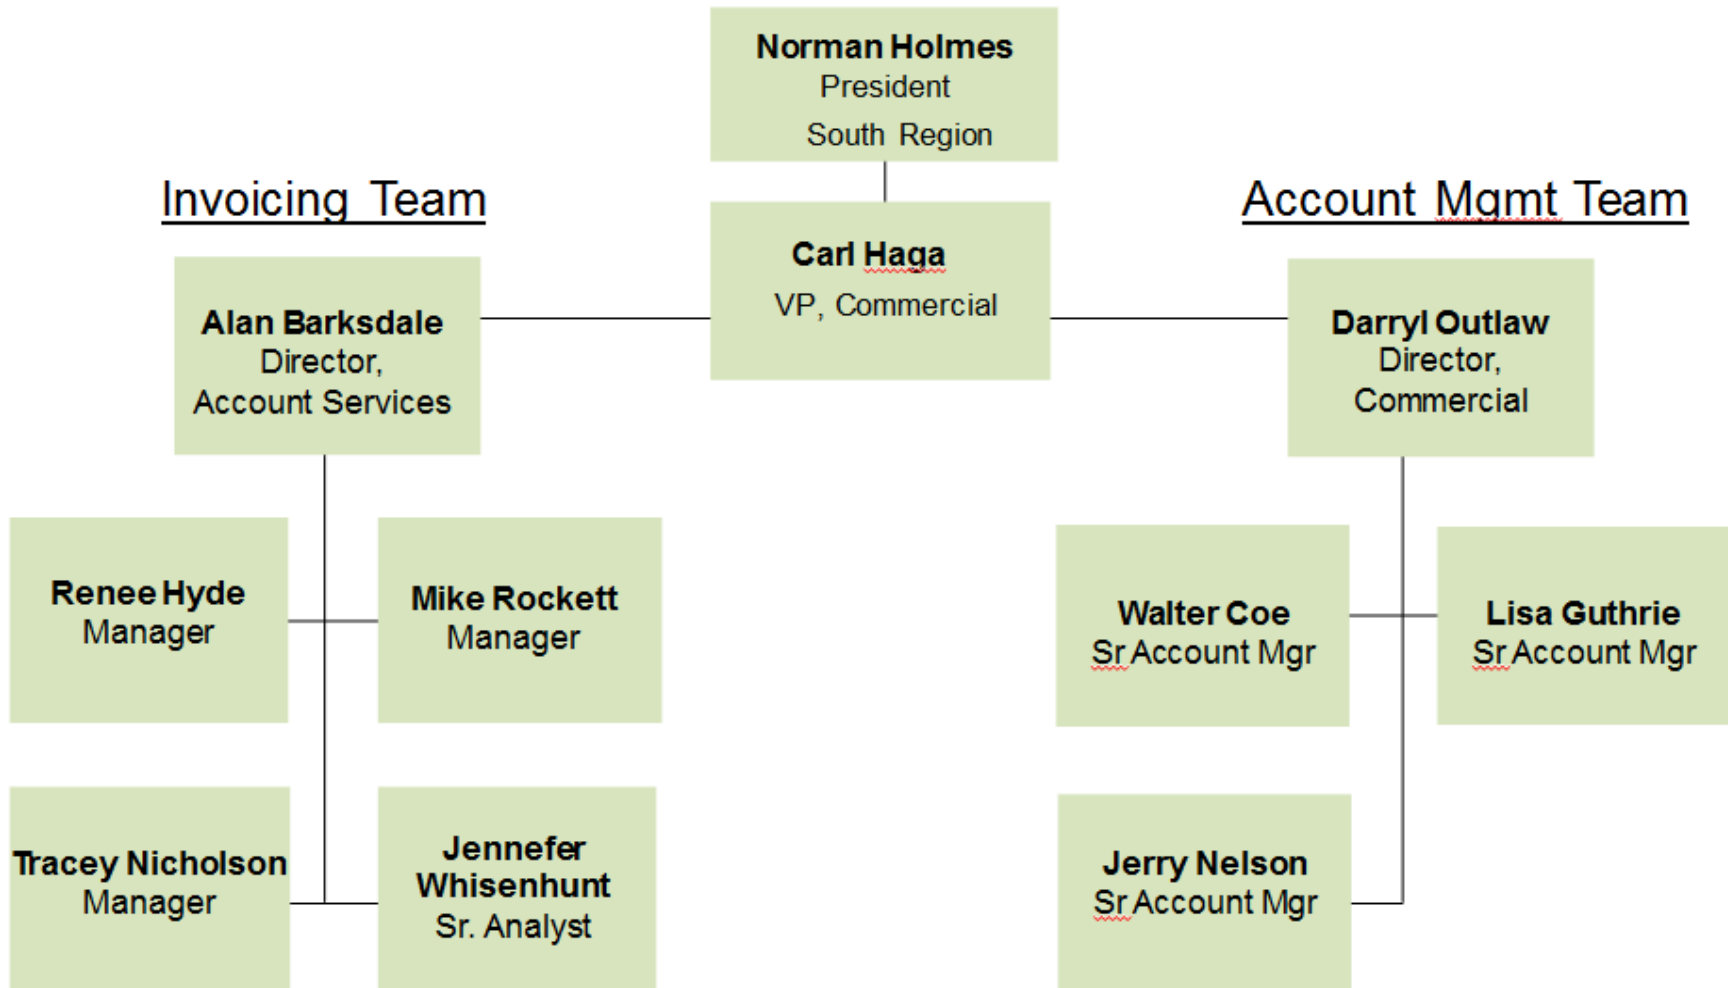 Norman Holmes
President
South Region
Invoicing Team
Account Mgmt Team
Carl Haga
VP, Commercial
Alan Barksdale
Director,
Account Services
Darryl Outlaw
Director,
Commercial
Renee Hyde
Manager
Mike Rockett
Manager
Walter Coe
Sr Account Mgr
Lisa Guthrie
Sr Account Mgr
Tracey Nicholson
Manager
Jennefer
Whisenhunt
Sr. Analyst
Jerry Nelson
Sr Account Mgr